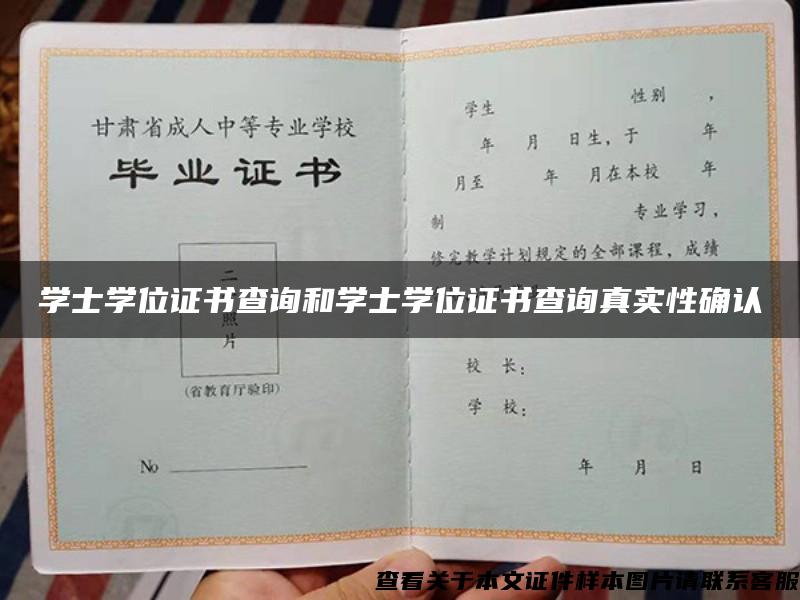 甘肃省成人中等专业学校
毕业证书
二
照
片
(省教育厅验印)
No
学生 性别 ，
年 月 日生，于 年
月至 年 月在本校 年
制 专业学习，
修完教学计划规定的全部课程，成绩
校 长：
学 校：
年 月 日
学士学位证书查询和学士学位证书查询真实性确认
查看关于本文证件样本图片请联系客服